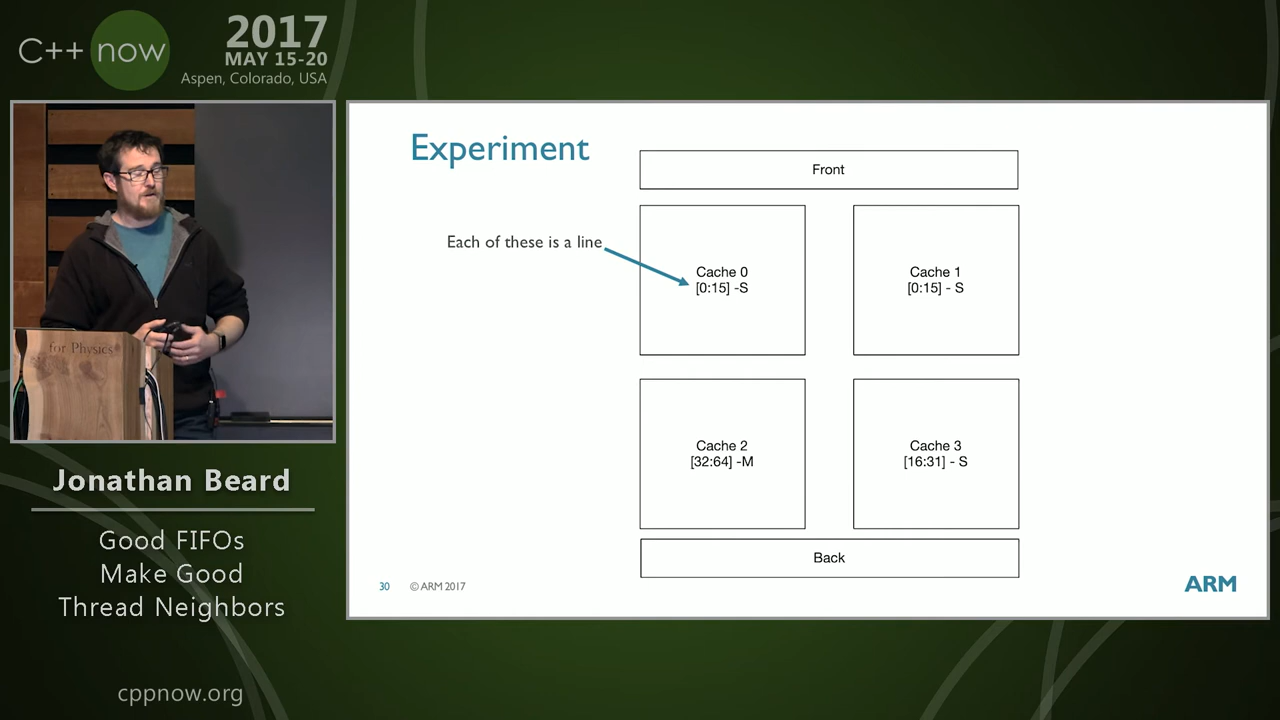 C++ now
2017
MAY 15-20
Aspen, Colorado, USA
for Physics
Jonathan Beard
Good FIFOs
Make Good
Thread Neighbors
cppnow.org
Experiment
Front
Each of these is a line
Cache 0
[0:15] -S
Cache 1
[0:15] - S
Cache 2
[32:64] -M
Cache 3
[16:31] - S
Back
30 © ARM 2017
ARM